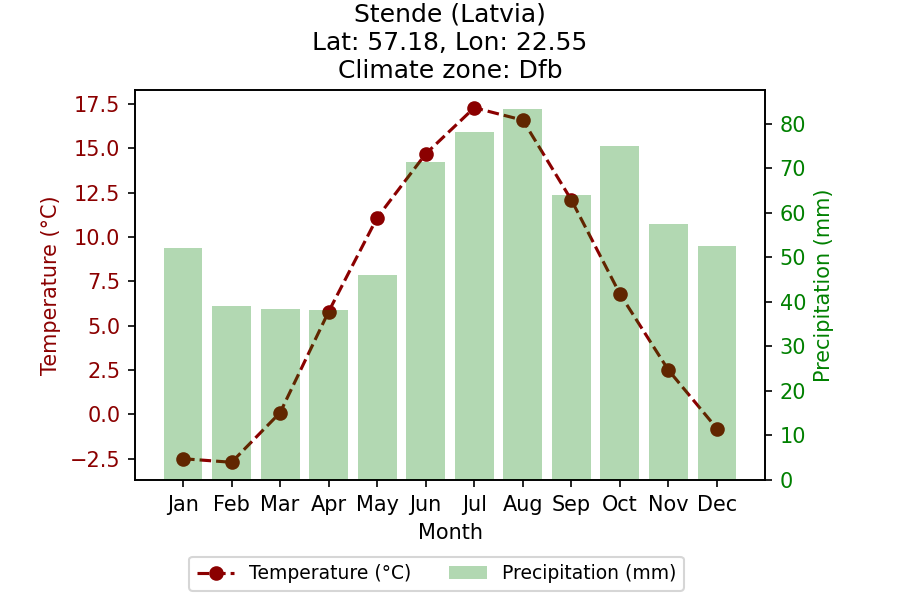 Stende (Latvia)
Lat: 57.18, Lon: 22.55
Climate zone: Dfb
Temperature (°C)
17.5
15.0
12.5
10.0
7.5
5.0
2.5
0.0
−2.5
Precipitation (mm)
80
70
60
50
40
30
20
10
0
Jan Feb Mar Apr May Jun Jul Aug Sep Oct Nov Dec
Month
Temperature (°C) Precipitation (mm)